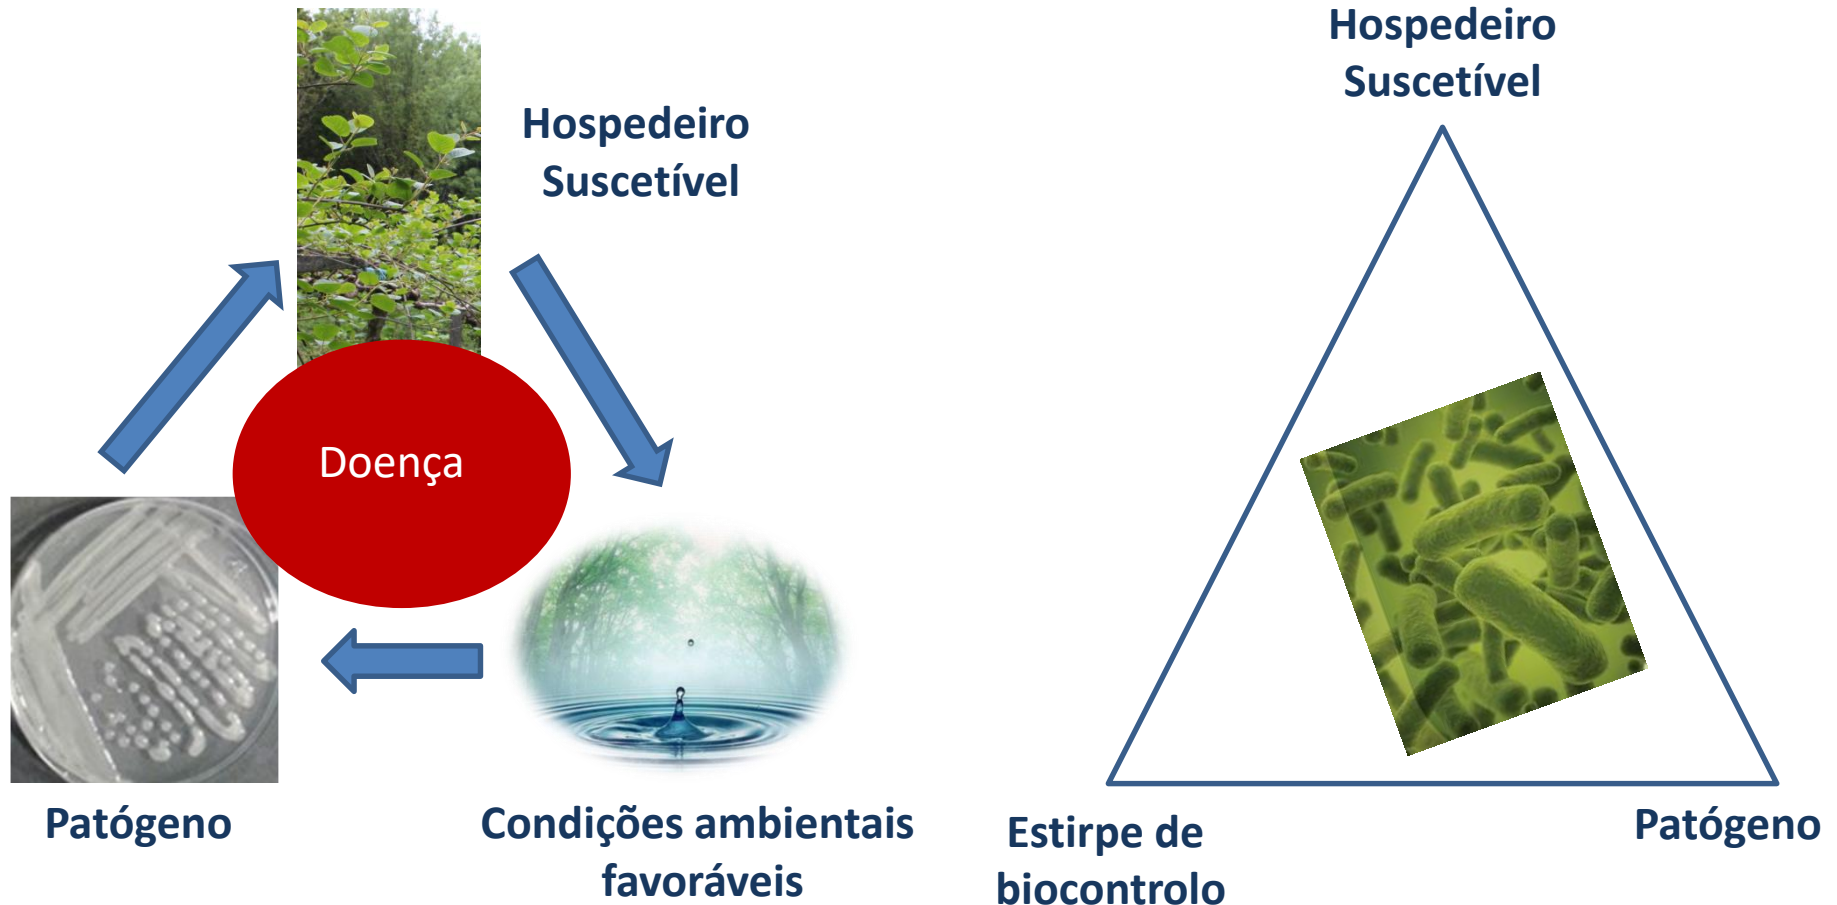 Hospedeiro
Suscetível
Doença
Patógeno
Condições ambientais
favoráveis
Hospedeiro
Suscetível
Estirpe de
biocontrolo
Patógeno